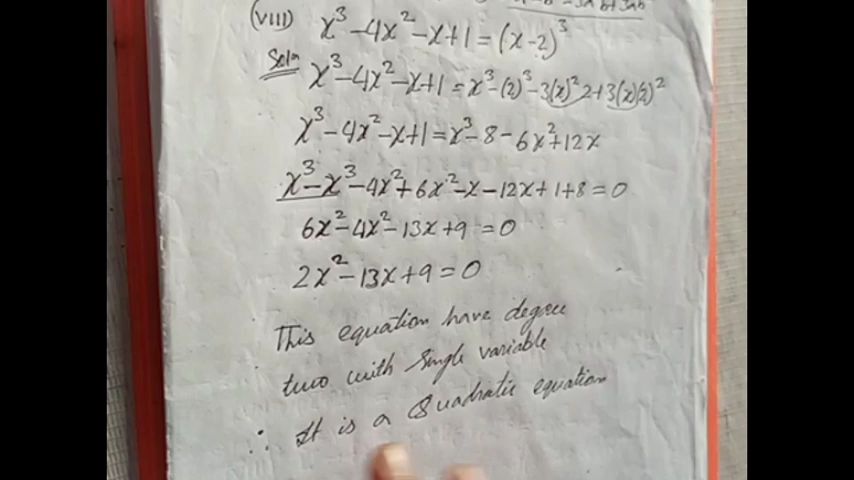 (viii) x³ - 4x² - x + 1 = (x - 2)³
Soln x³ - 4x² - x + 1 = x³ - (2)³ - 3(x)² 2 + 3(x)(2)²
x³ - 4x² - x + 1 = x³ - 8 - 6x² + 12x
x³ - x³ - 4x² + 6x² - x - 12x + 1 + 8 = 0
6x² - 4x² - 13x + 9 = 0
2x² - 13x + 9 = 0
This equation have degree
two with single variable
∴ It is a Quadratic equation